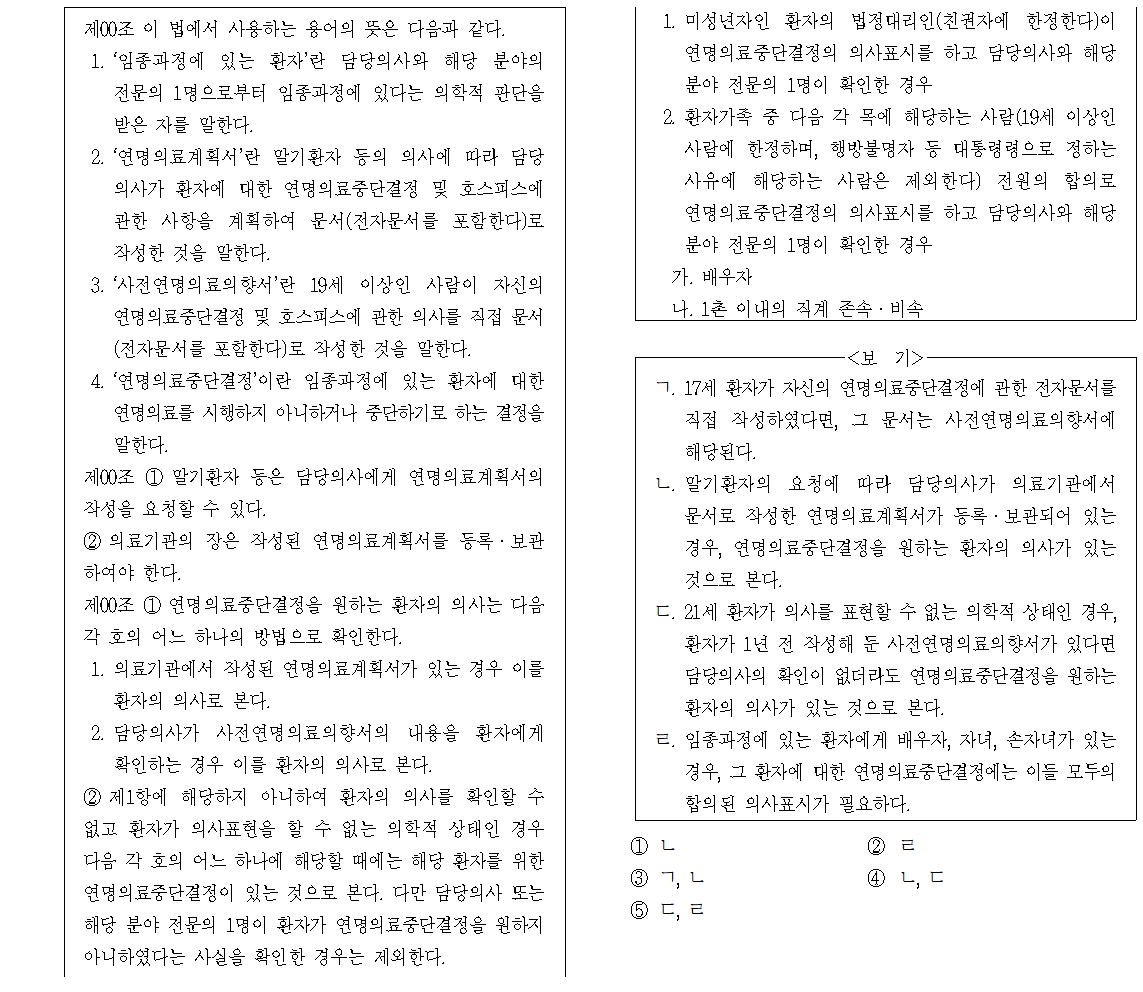 제00조 이 법에서 사용하는 용어의 뜻은 다음과 같다.
1. ‘임종과정에 있는 환자’란 담당의사와 해당 분야의
전문의 1명으로부터 임종과정에 있다는 의학적 판단을
받은 자를 말한다.
2. ‘연명의료계획서’란 말기환자 등의 의사에 따라 담당
의사가 환자에 대한 연명의료중단결정 및 호스피스에
관한 사항을 계획하여 문서(전자문서를 포함한다)로
작성한 것을 말한다.
3. ‘사전연명의료의향서’란 19세 이상인 사람이 자신의
연명의료중단결정 및 호스피스에 관한 의사를 직접 문서
(전자문서를 포함한다)로 작성한 것을 말한다.
4. ‘연명의료중단결정’이란 임종과정에 있는 환자에 대한
연명의료를 시행하지 아니하거나 중단하기로 하는 결정을
말한다.
제00조 ① 말기환자 등은 담당의사에게 연명의료계획서의
작성을 요청할 수 있다.
② 의료기관의 장은 작성된 연명의료계획서를 등록·보관
하여야 한다.
제00조 ① 연명의료중단결정을 원하는 환자의 의사는 다음
각 호의 어느 하나의 방법으로 확인한다.
1. 의료기관에서 작성된 연명의료계획서가 있는 경우 이를
환자의 의사로 본다.
2. 담당의사가 사전연명의료의향서의 내용을 환자에게
확인하는 경우 이를 환자의 의사로 본다.
② 제1항에 해당하지 아니하여 환자의 의사를 확인할 수
없고 환자가 의사표현을 할 수 없는 의학적 상태인 경우
다음 각 호의 어느 하나에 해당할 때에는 해당 환자를 위한
연명의료중단결정이 있는 것으로 본다. 다만 담당의사 또는
해당 분야 전문의 1명이 환자가 연명의료중단결정을 원하지
아니하였다는 사실을 확인한 경우는 제외한다.
1. 미성년자인 환자의 법정대리인(친권자에 한정한다)이
연명의료중단결정의 의사표시를 하고 담당의사와 해당
분야 전문의 1명이 확인한 경우
2. 환자가족 중 다음 각 목에 해당하는 사람(19세 이상인
사람에 한정하며, 행방불명자 등 대통령령으로 정하는
사유에 해당하는 사람은 제외한다) 전원의 합의로
연명의료중단결정의 의사표시를 하고 담당의사와 해당
분야 전문의 1명이 확인한 경우
가. 배우자
나. 1촌 이내의 직계 존속·비속
<보 기>
ㄱ. 17세 환자가 자신의 연명의료중단결정에 관한 전자문서를
직접 작성하였다면, 그 문서는 사전연명의료의향서에
해당된다.
ㄴ. 말기환자의 요청에 따라 담당의사가 의료기관에서
문서로 작성한 연명의료계획서가 등록·보관되어 있는
경우, 연명의료중단결정을 원하는 환자의 의사가 있는
것으로 본다.
ㄷ. 21세 환자가 의사를 표현할 수 없는 의학적 상태인 경우,
환자가 1년 전 작성해 둔 사전연명의료의향서가 있다면
담당의사의 확인이 없더라도 연명의료중단결정을 원하는
환자의 의사가 있는 것으로 본다.
ㄹ. 임종과정에 있는 환자에게 배우자, 자녀, 손자녀가 있는
경우, 그 환자에 대한 연명의료중단결정에는 이들 모두의
합의된 의사표시가 필요하다.
① ㄴ
② ㄹ
③ ㄱ, ㄴ
④ ㄴ, ㄷ
⑤ ㄷ, ㄹ